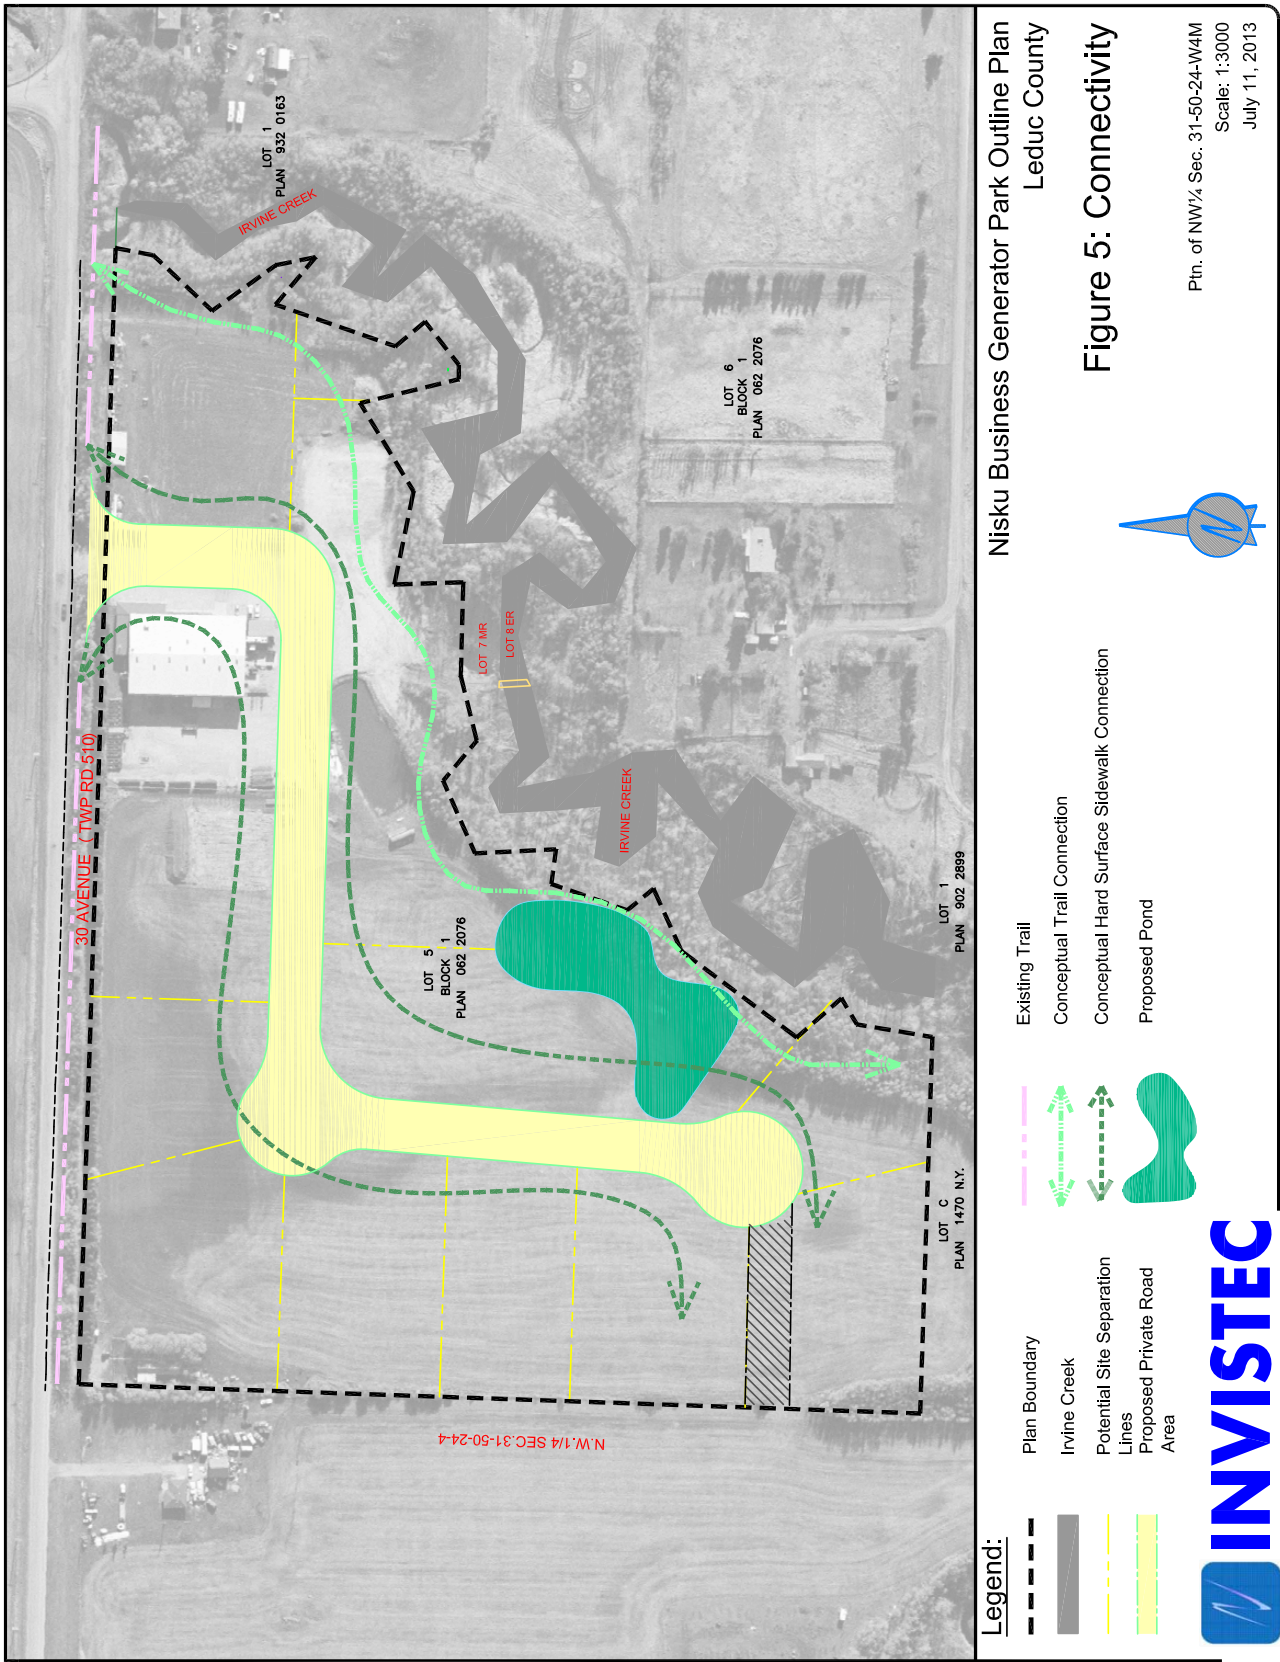 Nisku Business Generator Park Outline Plan
Leduc County
Figure 5: Connectivity
Ptn. of NW¼ Sec. 31-50-24-W4M
Scale: 1:3000
July 11, 2013
Legend:
Plan Boundary
Irvine Creek
Potential Site Separation
Lines
Proposed Private Road
Area
Existing Trail
Conceptual Trail Connection
Conceptual Hard Surface Sidewalk Connection
Proposed Pond
INVISTEC
30 AVENUE ( TWP RD 510)
LOT 1
PLAN 932 0163
IRVINE CREEK
LOT 6
BLOCK 1
PLAN 062 2076
LOT 7 MR
LOT 8 ER
IRVINE CREEK
LOT 5
BLOCK 1
PLAN 062 2076
LOT 1
PLAN 902 2899
LOT C
PLAN 1470 N.Y.
N.W.1/4 SEC.31-50-24-4